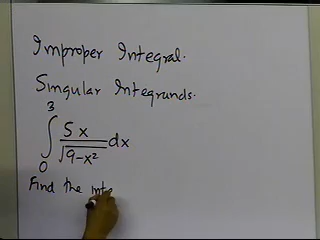 Improper Integral.
Singular Integrands.
∫₀³ 5x/√(9-x²) dx
Find the